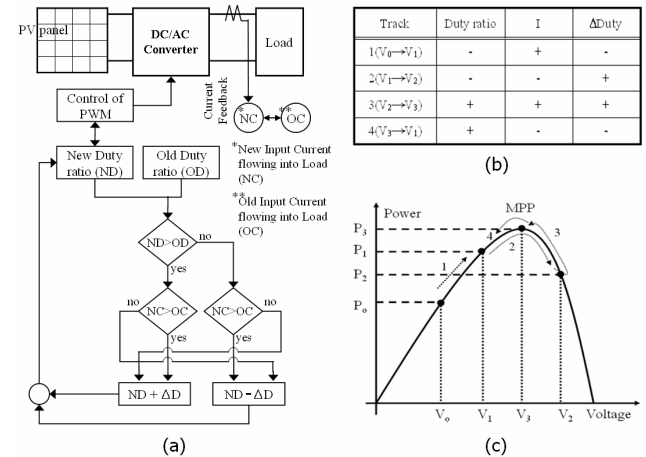 PV panel
DC/AC
Converter
Load
Control of
PWM
Current
Feedback
*
NC
**
OC
New Duty
ratio (ND)
Old Duty
ratio (OD)
*New Input Current
flowing into Load
(NC)
**Old Input Current
flowing into Load
(OC)
ND>OD
no
yes
no
NC>OC
NC>OC
no
yes
yes
ND + ΔD
ND - ΔD
(a)
Track Duty ratio I ΔDuty
1(V0→V1) - + -
2(V1→V2) - - +
3(V2→V3) + + +
4(V3→V1) + - -
(b)
Power
MPP
P3
P1
P2
Po
1
4
2
3
Vo V1 V3 V2 Voltage
(c)